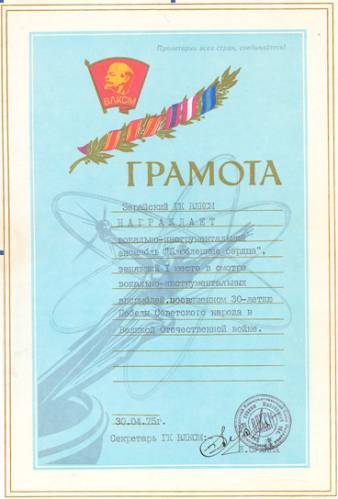 Пролетарии всех стран, соединяйтесь!
ВЛКСМ
ГРАМОТА
Зарайский ГК ВЛКСМ
НАГРАЖДАЕТ
вокально-инструментальный
ансамбль "Влюбленные сердца",
занявший I место в смотре
вокально-инструментальных
ансамблей, посвященном 30-летию
Победы Советского народа в
Великой Отечественной войне.
30.04.75г.
Секретарь ГК ВЛКСМ: